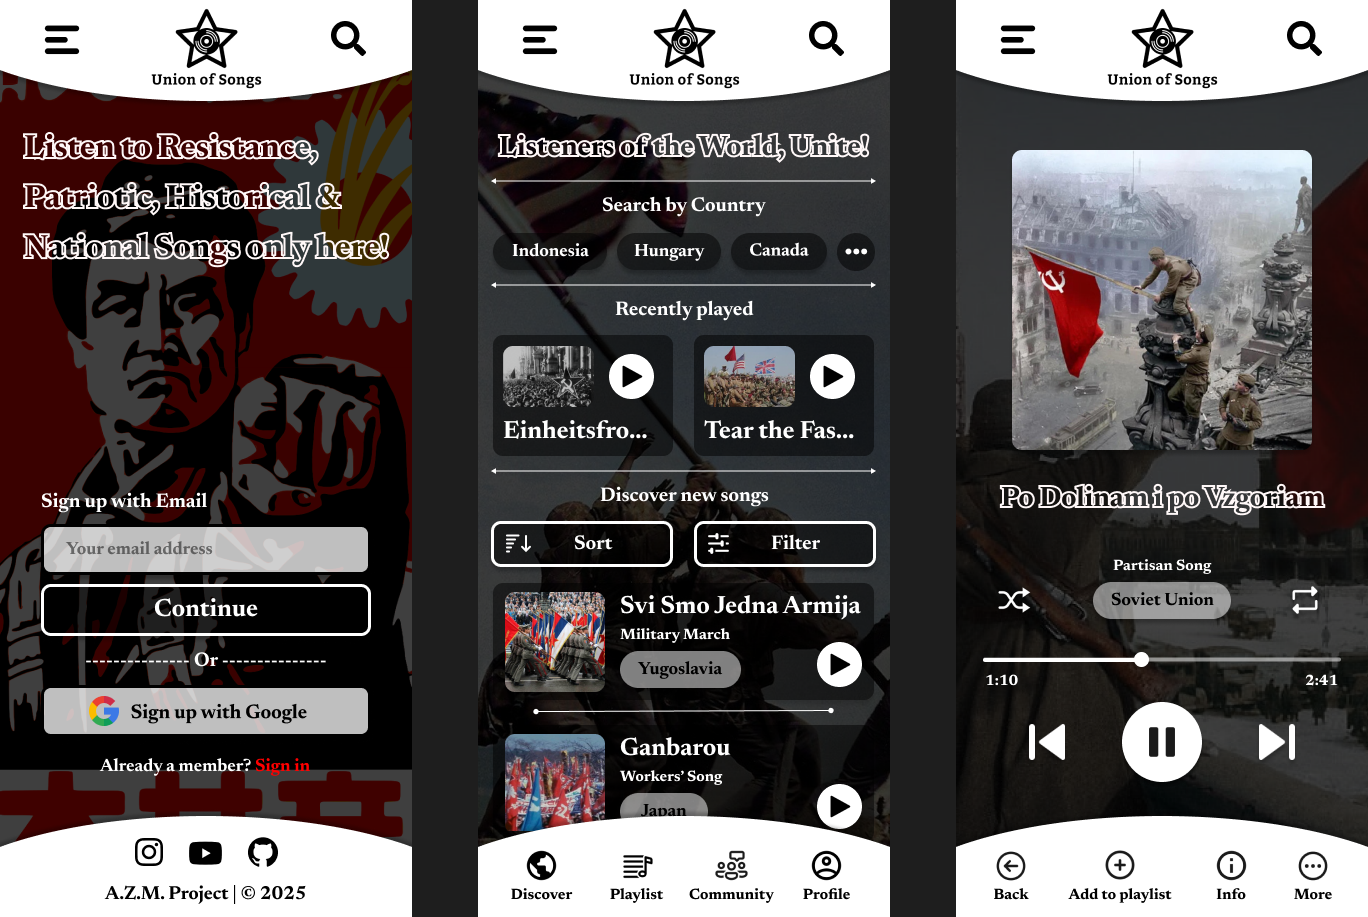 Union of Songs
Listen to Resistance,
Patriotic, Historical &
National Songs only here!
Sign up with Email
Your email address
Continue
--------------- Or ---------------
Sign up with Google
Already a member? Sign in
A.Z.M. Project | © 2025
Union of Songs
Listeners of the World, Unite!
Search by Country
Indonesia
Hungary
Canada
Recently played
Einheitsfro...
Tear the Fas...
Discover new songs
Sort
Filter
Svi Smo Jedna Armija
Military March
Yugoslavia
Ganbarou
Workers’ Song
Japan
Discover
Playlist
Community
Profile
Union of Songs
Po Dolinam i po Vzgoriam
Partisan Song
Soviet Union
1:10
2:41
Back
Add to playlist
Info
More